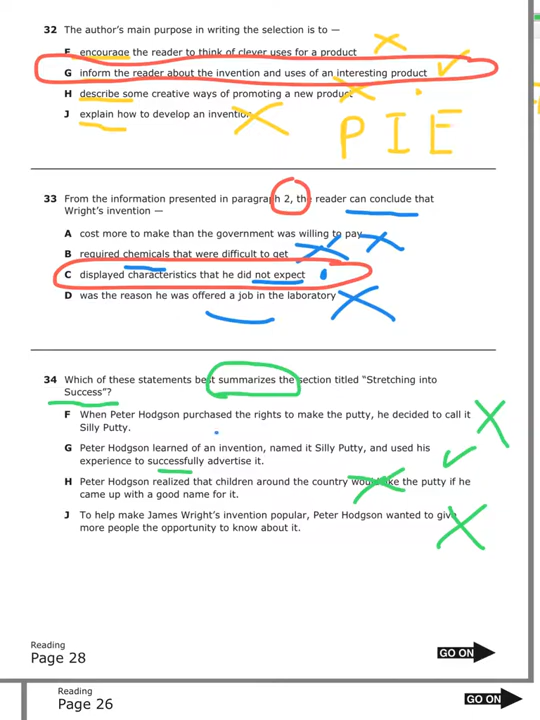 32 The author's main purpose in writing the selection is to —
F encourage the reader to think of clever uses for a product
G inform the reader about the invention and uses of an interesting product
H describe some creative ways of promoting a new product
J explain how to develop an invention
P I E
33 From the information presented in paragraph 2, the reader can conclude that
Wright's invention —
A cost more to make than the government was willing to pay
B required chemicals that were difficult to get
C displayed characteristics that he did not expect
D was the reason he was offered a job in the laboratory
34 Which of these statements best summarizes the section titled "Stretching into
Success"?
F When Peter Hodgson purchased the rights to make the putty, he decided to call it
Silly Putty.
G Peter Hodgson learned of an invention, named it Silly Putty, and used his
experience to successfully advertise it.
H Peter Hodgson realized that children around the country would like the putty if he
came up with a good name for it.
J To help make James Wright's invention popular, Peter Hodgson wanted to give
more people the opportunity to know about it.
Reading
Page 28
GO ON
Reading
Page 26
GO ON